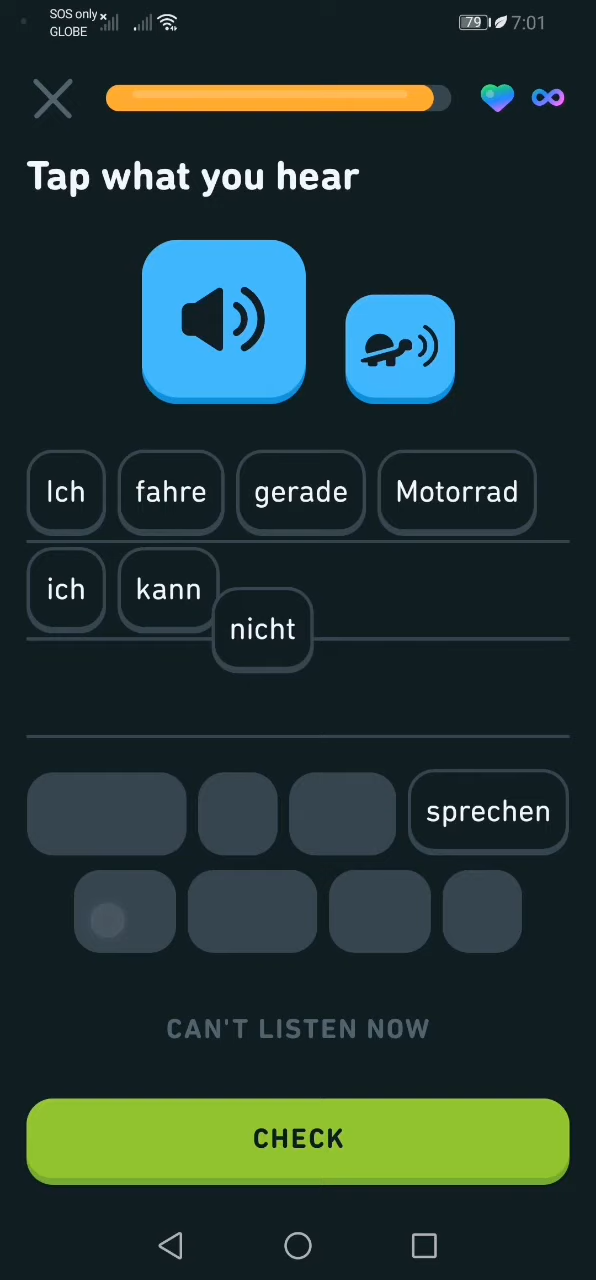 SOS only
GLOBE
79 7:01
Tap what you hear
Ich fahre gerade Motorrad
ich kann
nicht
sprechen
CAN'T LISTEN NOW
CHECK